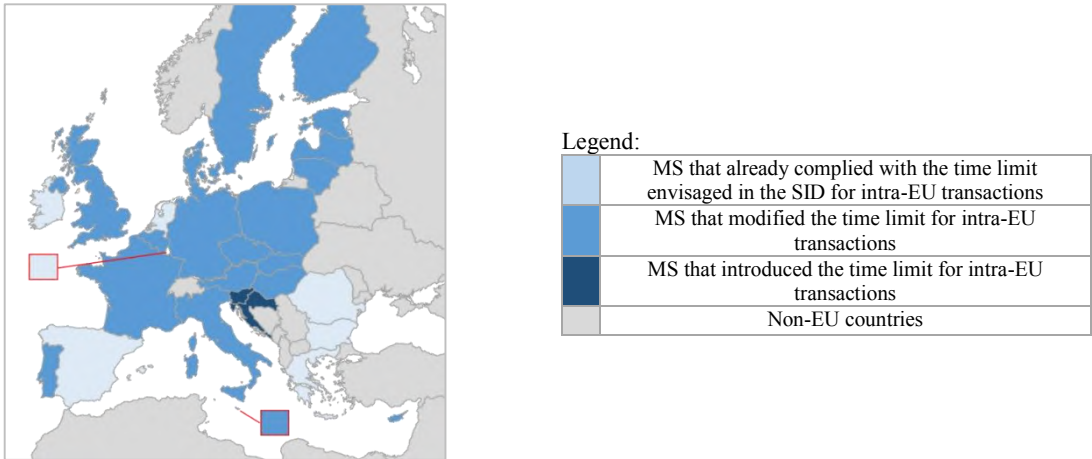 Legend:
MS that already complied with the time limit
envisaged in the SID for intra-EU transactions
MS that modified the time limit for intra-EU
transactions
MS that introduced the time limit for intra-EU
transactions
Non-EU countries